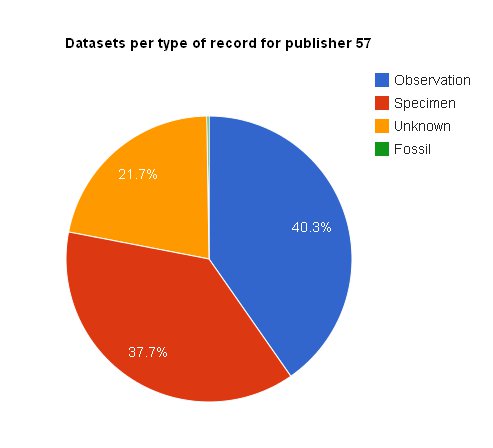 Datasets per type of record for publisher 57
Observation
Specimen
Unknown
Fossil
21.7%
40.3%
37.7%